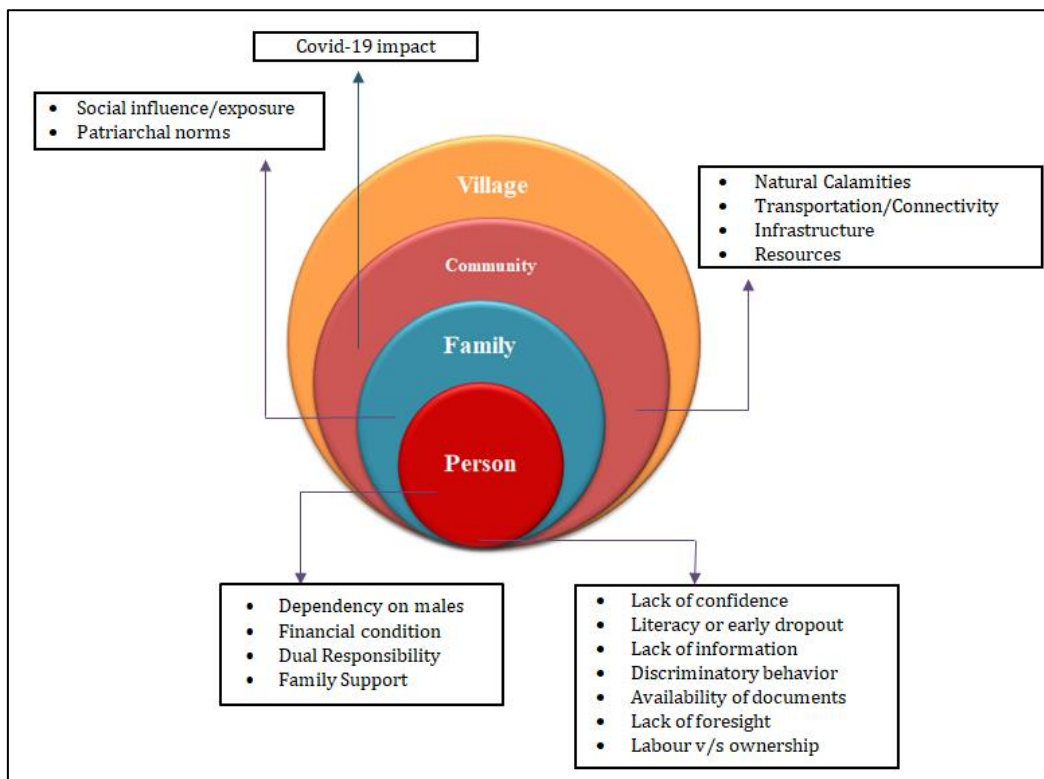 Covid-19 impact
• Social influence/exposure
• Patriarchal norms
Village
• Natural Calamities
• Transportation/Connectivity
• Infrastructure
• Resources
Community
Family
Person
• Dependency on males
• Financial condition
• Dual Responsibility
• Family Support
• Lack of confidence
• Literacy or early dropout
• Lack of information
• Discriminatory behavior
• Availability of documents
• Lack of foresight
• Labour v/s ownership